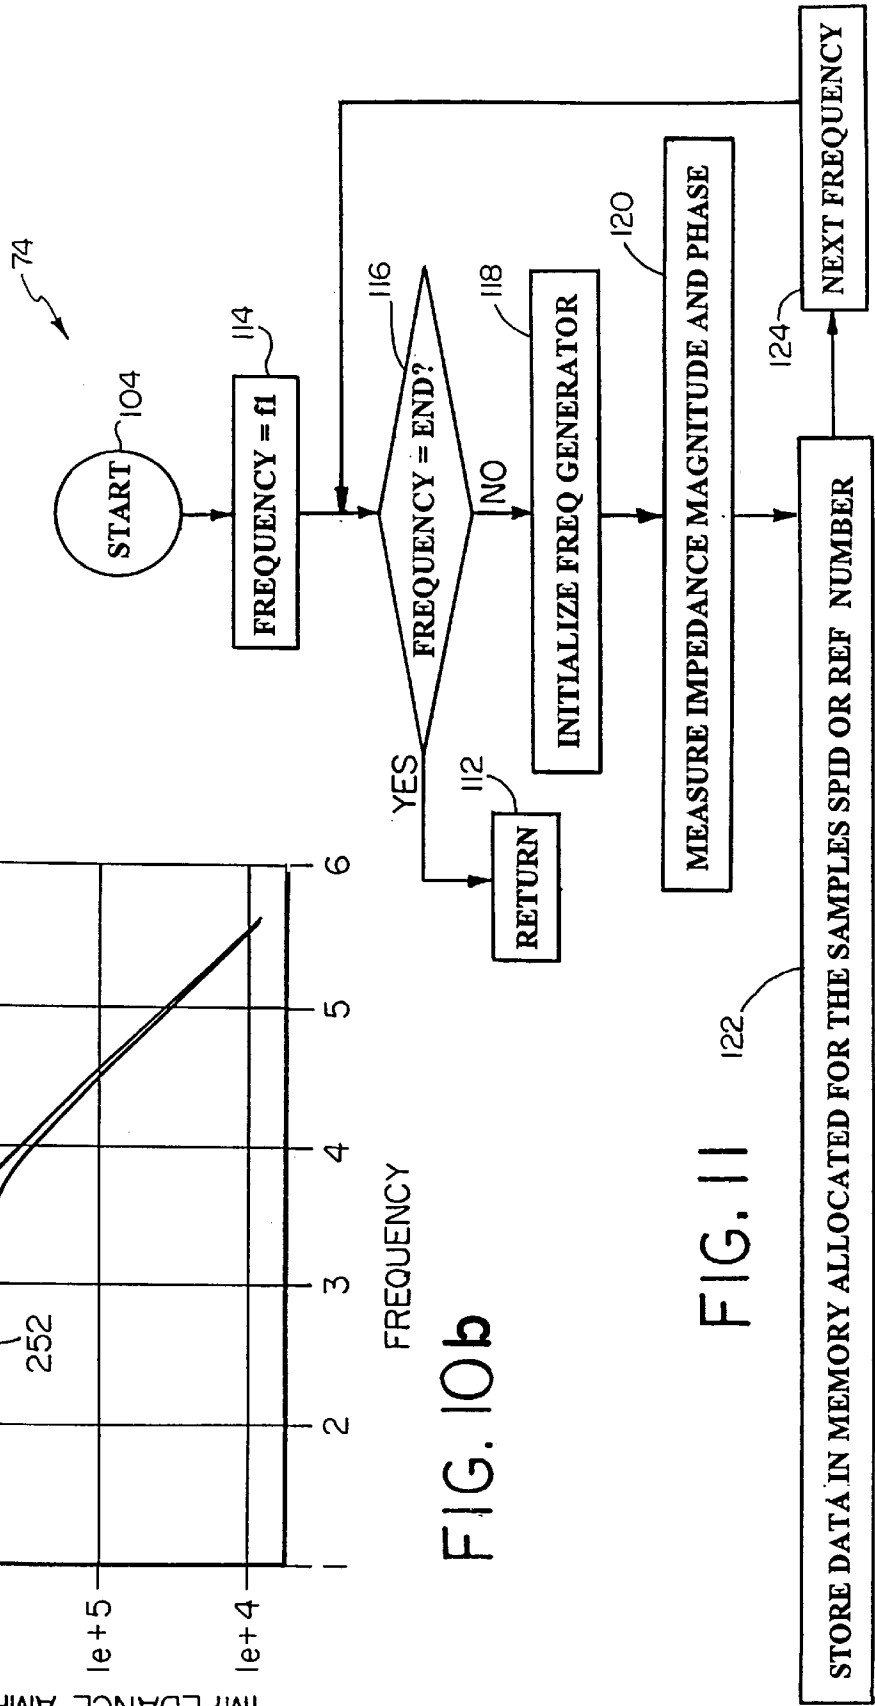 1e+5
1e+4
252
1
2
3
4
5
6
FREQUENCY
FIG. 10b
74
START
104
FREQUENCY = f1
114
FREQUENCY = END?
116
YES
NO
RETURN
112
INITIALIZE FREQ GENERATOR
118
MEASURE IMPEDANCE MAGNITUDE AND PHASE
120
STORE DATA IN MEMORY ALLOCATED FOR THE SAMPLES SPID OR REF NUMBER
122
NEXT FREQUENCY
124
FIG. 11